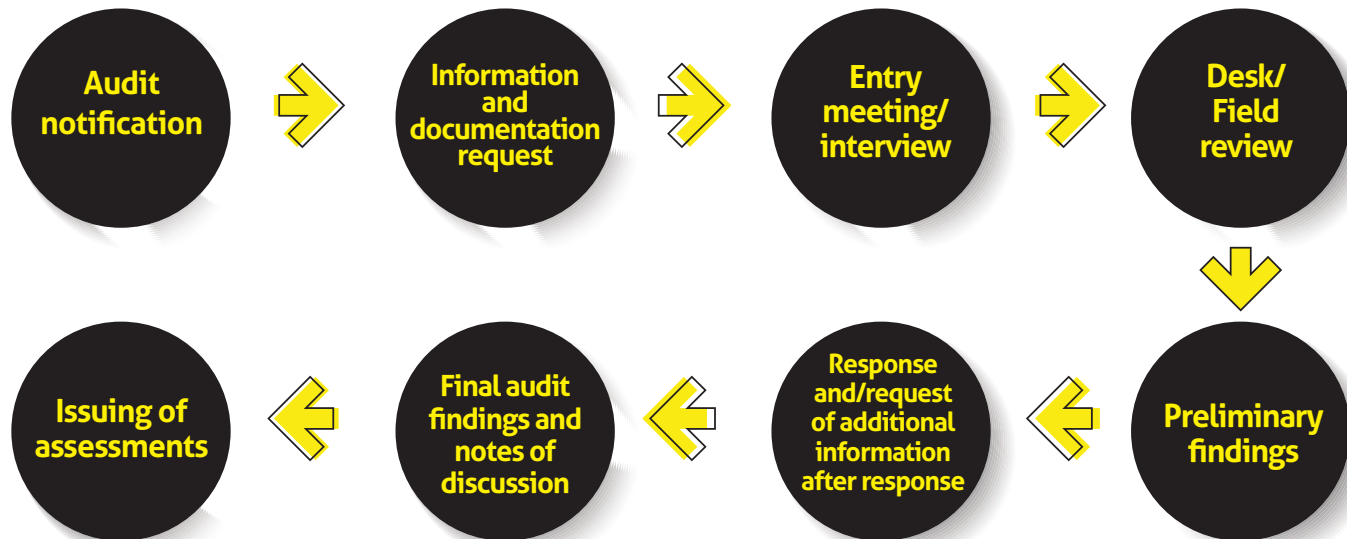 Audit
notification
Information
and
documentation
request
Entry
meeting/
interview
Desk/
Field
review
Preliminary
findings
Response
and/request
of additional
information
after response
Final audit
findings and
notes of
discussion
Issuing of
assessments